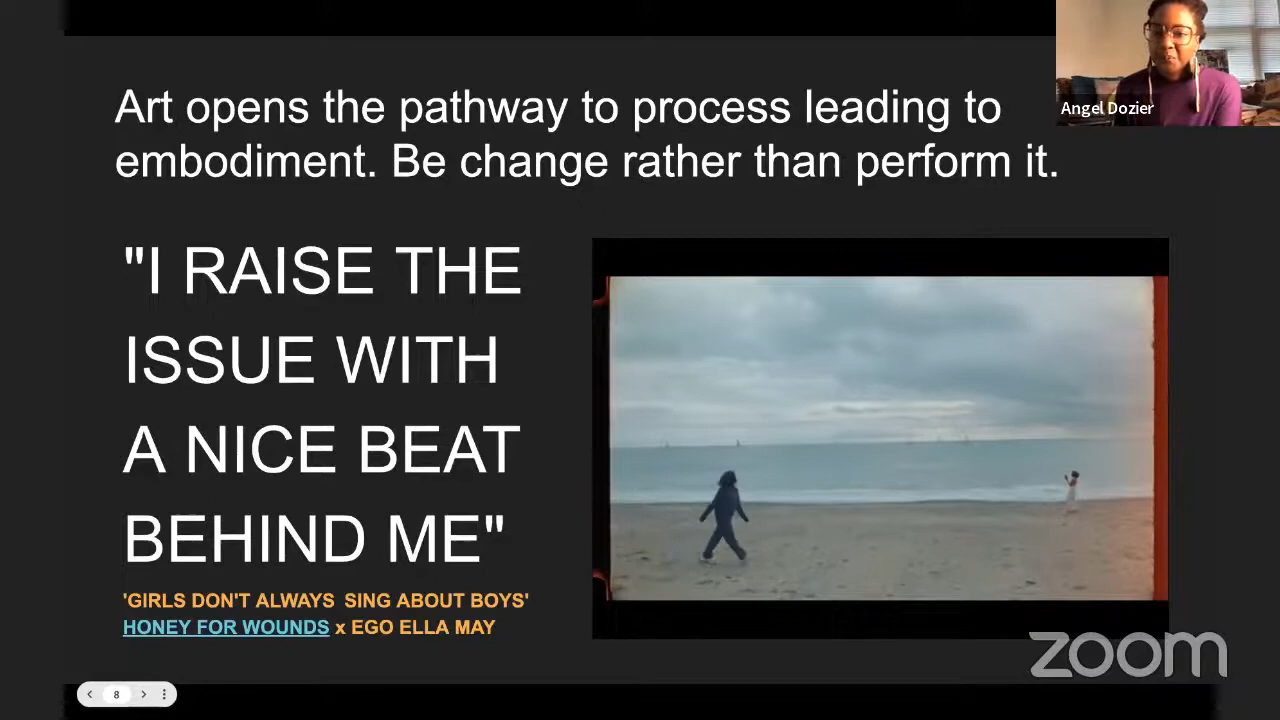 Art opens the pathway to process leading to
embodiment. Be change rather than perform it.
Angel Dozier
"I RAISE THE
ISSUE WITH
A NICE BEAT
BEHIND ME"
'GIRLS DON'T ALWAYS SING ABOUT BOYS'
HONEY FOR WOUNDS x EGO ELLA MAY
zoom
8